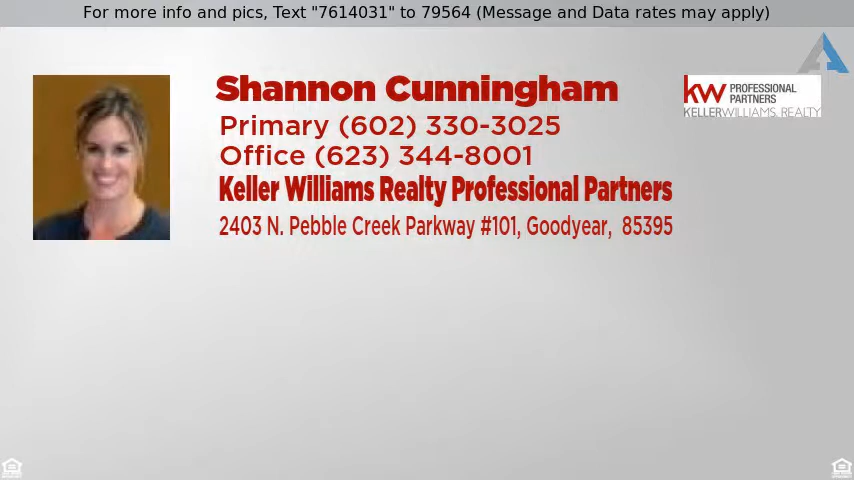 For more info and pics, Text "7614031" to 79564 (Message and Data rates may apply)
Shannon Cunningham
Primary (602) 330-3025
Office (623) 344-8001
Keller Williams Realty Professional Partners
2403 N. Pebble Creek Parkway #101, Goodyear, 85395
kw PROFESSIONAL
PARTNERS
KELLERWILLIAMS. REALTY